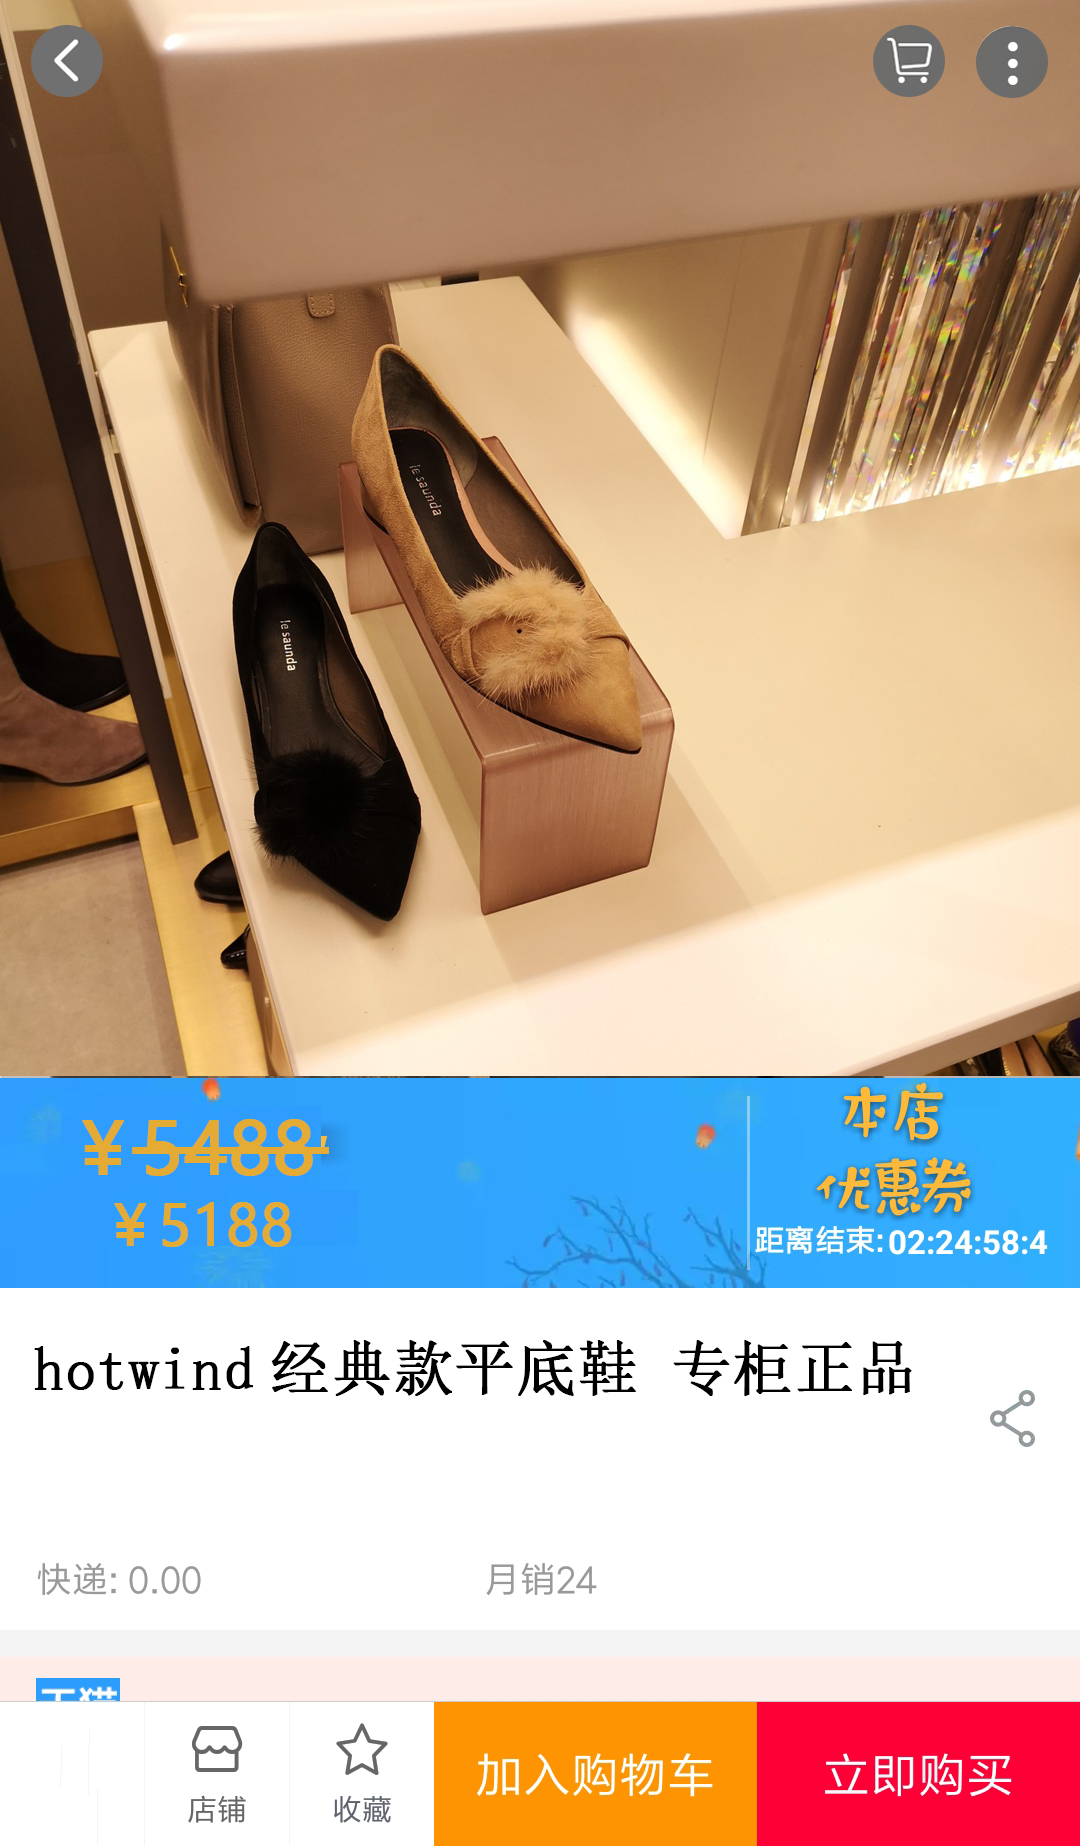 le saunda
le saunda
¥5488
¥5188
本店
优惠券
距离结束:02:24:58:4
hotwind 经典款平底鞋 专柜正品
快递: 0.00
月销24
天猫
店铺
收藏
加入购物车
立即购买